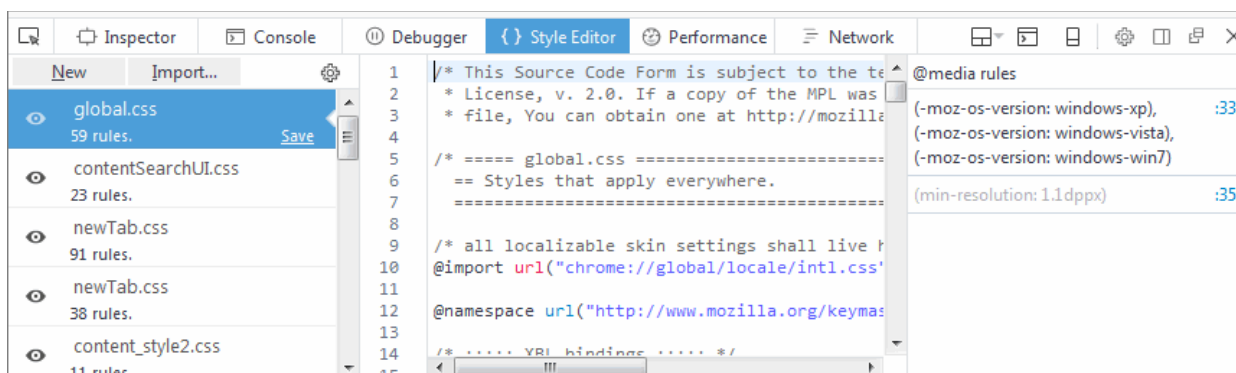 Inspector Console Debugger { } Style Editor Performance Network
New Import...
global.css
59 rules.
Save
contentSearchUI.css
23 rules.
newTab.css
91 rules.
newTab.css
38 rules.
content_style2.css
11 rules.
1 /* This Source Code Form is subject to the te
2 * License, v. 2.0. If a copy of the MPL was
3 * file, You can obtain one at http://mozilla
4
5 /* ===== global.css ==========================
6 == Styles that apply everywhere.
7 =============================================
8
9 /* all localizable skin settings shall live h
10 @import url("chrome://global/locale/intl.css"
11
12 @namespace url("http://www.mozilla.org/keymas
13
14 /* ::::: XBL bindings ::::: */
15
@media rules
(-moz-os-version: windows-xp), :33
(-moz-os-version: windows-vista),
(-moz-os-version: windows-win7)
(min-resolution: 1.1dppx) :35